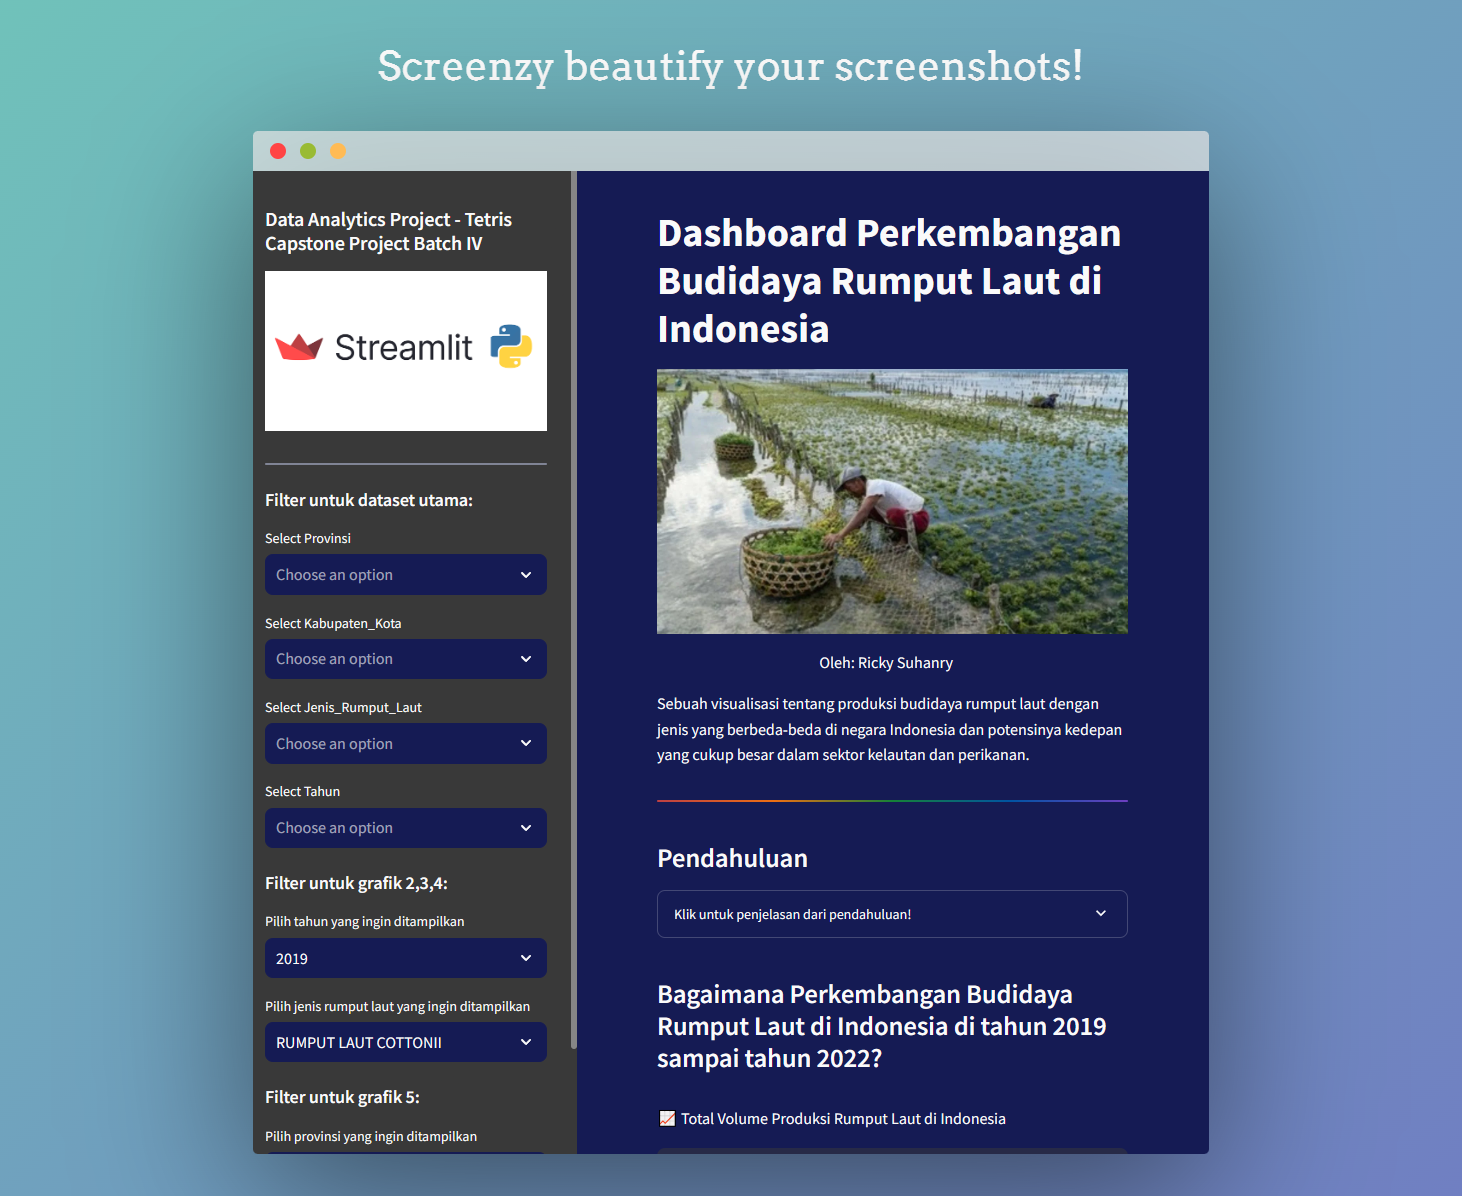 Screenzy beautify your screenshots!
Data Analytics Project - Tetris
Capstone Project Batch IV
Streamlit
Filter untuk dataset utama:
Select Provinsi
Choose an option
Select Kabupaten_Kota
Choose an option
Select Jenis_Rumput_Laut
Choose an option
Select Tahun
Choose an option
Filter untuk grafik 2,3,4:
Pilih tahun yang ingin ditampilkan
2019
Pilih jenis rumput laut yang ingin ditampilkan
RUMPUT LAUT COTTONII
Filter untuk grafik 5:
Pilih provinsi yang ingin ditampilkan
Dashboard Perkembangan
Budidaya Rumput Laut di
Indonesia
Oleh: Ricky Suhanry
Sebuah visualisasi tentang produksi budidaya rumput laut dengan
jenis yang berbeda-beda di negara Indonesia dan potensinya kedepan
yang cukup besar dalam sektor kelautan dan perikanan.
Pendahuluan
Klik untuk penjelasan dari pendahuluan!
Bagaimana Perkembangan Budidaya
Rumput Laut di Indonesia di tahun 2019
sampai tahun 2022?
📈 Total Volume Produksi Rumput Laut di Indonesia